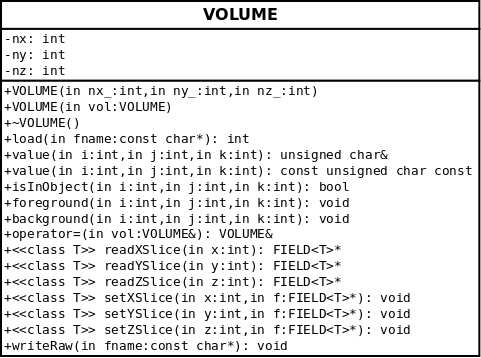 VOLUME
-nx: int
-ny: int
-nz: int
+VOLUME(in nx_:int,in ny_:int,in nz_:int)
+VOLUME(in vol:VOLUME)
+~VOLUME()
+load(in fname:const char*): int
+value(in i:int,in j:int,in k:int): unsigned char&
+value(in i:int,in j:int,in k:int): const unsigned char const
+isInObject(in i:int,in j:int,in k:int): bool
+foreground(in i:int,in j:int,in k:int): void
+background(in i:int,in j:int,in k:int): void
+operator=(in vol:VOLUME&): VOLUME&
+<<class T>> readXSlice(in x:int): FIELD<T>*
+<<class T>> readYSlice(in y:int): FIELD<T>*
+<<class T>> readZSlice(in z:int): FIELD<T>*
+<<class T>> setXSlice(in x:int,in f:FIELD<T>*): void
+<<class T>> setYSlice(in y:int,in f:FIELD<T>*): void
+<<class T>> setZSlice(in z:int,in f:FIELD<T>*): void
+writeRaw(in fname:const char*): void